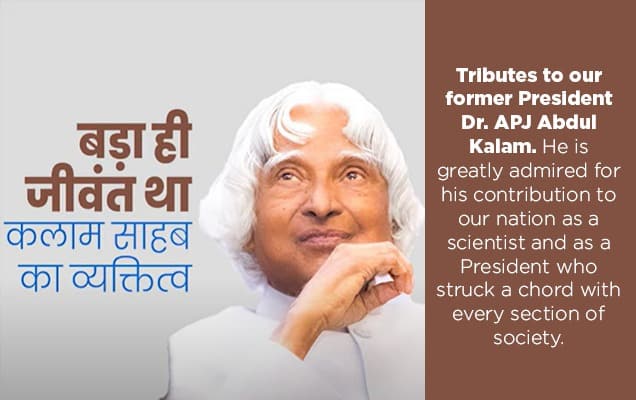 बड़ा ही
जीवंत था
कलाम साहब
का व्यक्तित्व
Tributes to our
former President
Dr. APJ Abdul
Kalam. He is
greatly admired for
his contribution to
our nation as a
scientist and as a
President who
struck a chord with
every section of
society.